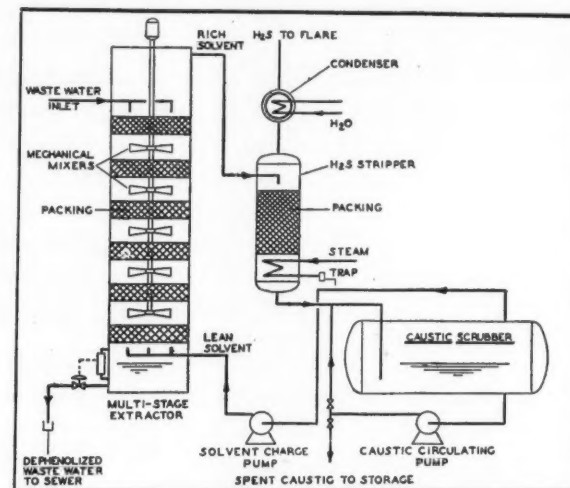 RICH
SOLVENT
H₂S TO FLARE
CONDENSER
WASTE WATER
INLET
H₂O
MECHANICAL
MIXERS
H₂S STRIPPER
PACKING
PACKING
STEAM
TRAP
LEAN
SOLVENT
CAUSTIC SCRUBBER
MULTI-STAGE
EXTRACTOR
SOLVENT CHARGE
PUMP
CAUSTIC CIRCULATING
PUMP
DEPHENOLIZED
WASTE WATER
TO SEWER
SPENT CAUSTIC TO STORAGE